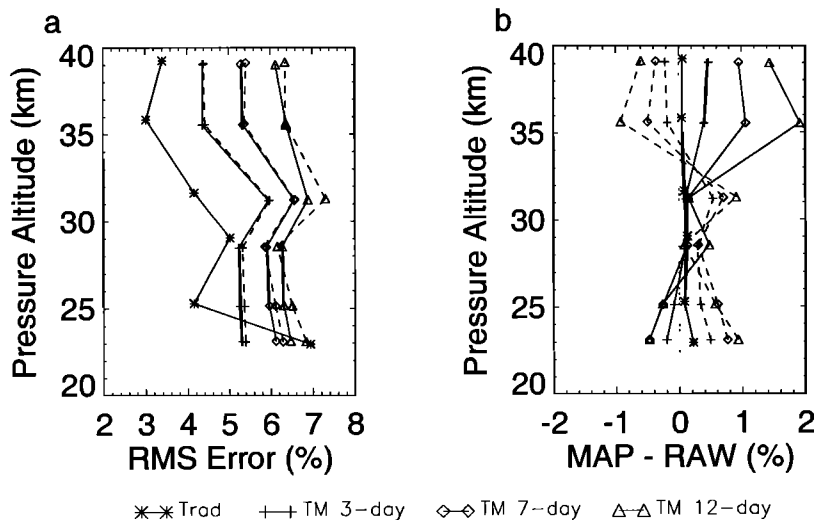 a
b
Pressure Altitude (km)
40
35
30
25
20
2 3 4 5 6 7 8
RMS Error (%)
Pressure Altitude (km)
40
35
30
25
20
-2 -1 0 1 2
MAP - RAW (%)
Trad TM 3-day TM 7-day TM 12-day